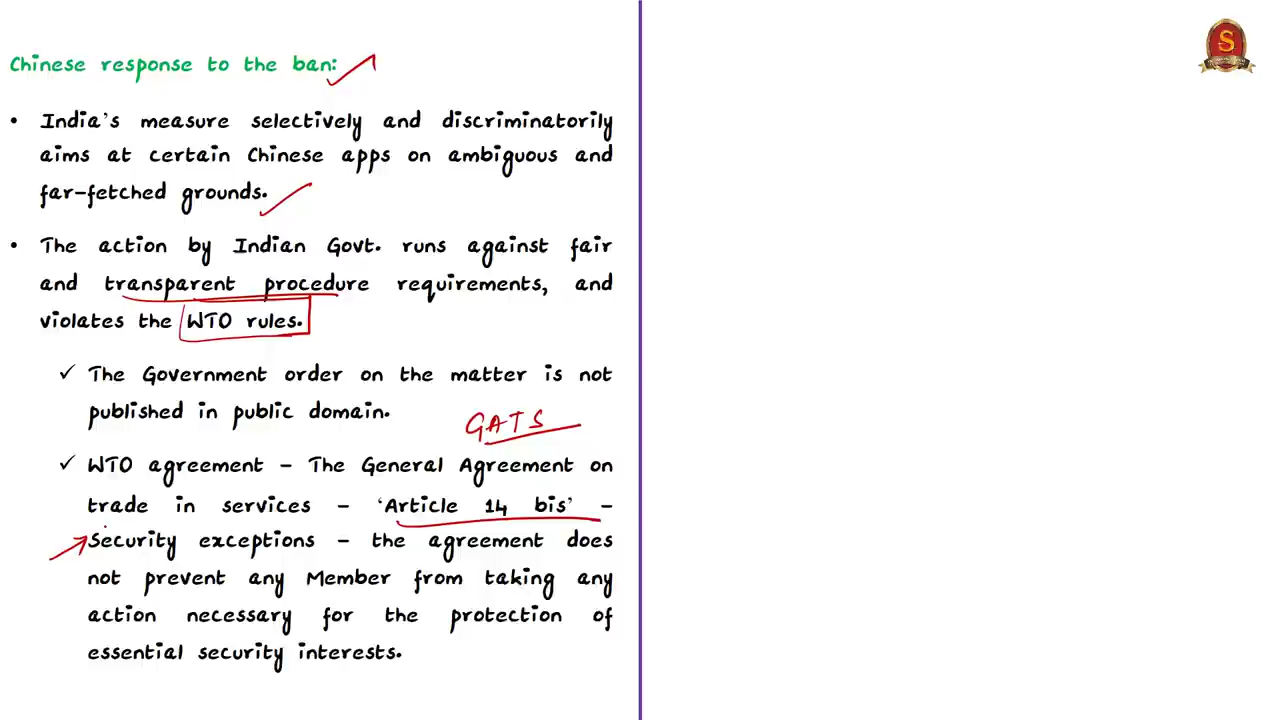 Chinese response to the ban:
• India's measure selectively and discriminatorily
aims at certain Chinese apps on ambiguous and
far-fetched grounds.
• The action by Indian Govt. runs against fair
and transparent procedure requirements, and
violates the WTO rules.
✓ The Government order on the matter is not
published in public domain.
GATS
✓ WTO agreement – The General Agreement on
trade in services – 'Article 14 bis' –
Security exceptions – the agreement does
not prevent any Member from taking any
action necessary for the protection of
essential security interests.
S